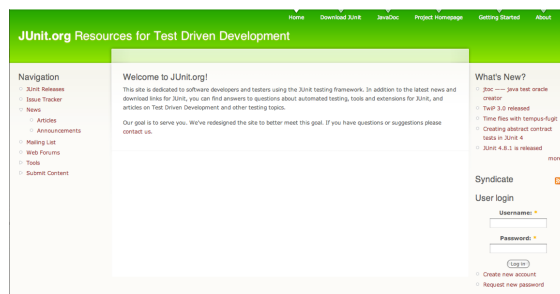 Home Download JUnit JavaDoc Project Homepage Getting Started About
JUnit.org Resources for Test Driven Development
Navigation
JUnit Releases
Issue Tracker
News
Articles
Announcements
Mailing List
Web Forums
Tools
Submit Content
Welcome to JUnit.org!
This site is dedicated to software developers and testers using the JUnit testing framework. In addition to the latest news and
download links for JUnit, you can find answers to questions about automated testing, tools and extensions for JUnit, and
articles on Test Driven Development and other testing topics.
Our goal is to serve you. We've redesigned the site to better meet this goal. If you have questions or suggestions please
contact us.
What's New?
jtoc —— java test oracle
creator
TwiP 3.0 released
Time flies with tempus-fugit
Creating abstract contract
tests in JUnit 4
JUnit 4.8.1 is released
more
Syndicate
User login
Username: *
Password: *
Log in
Create new account
Request new password